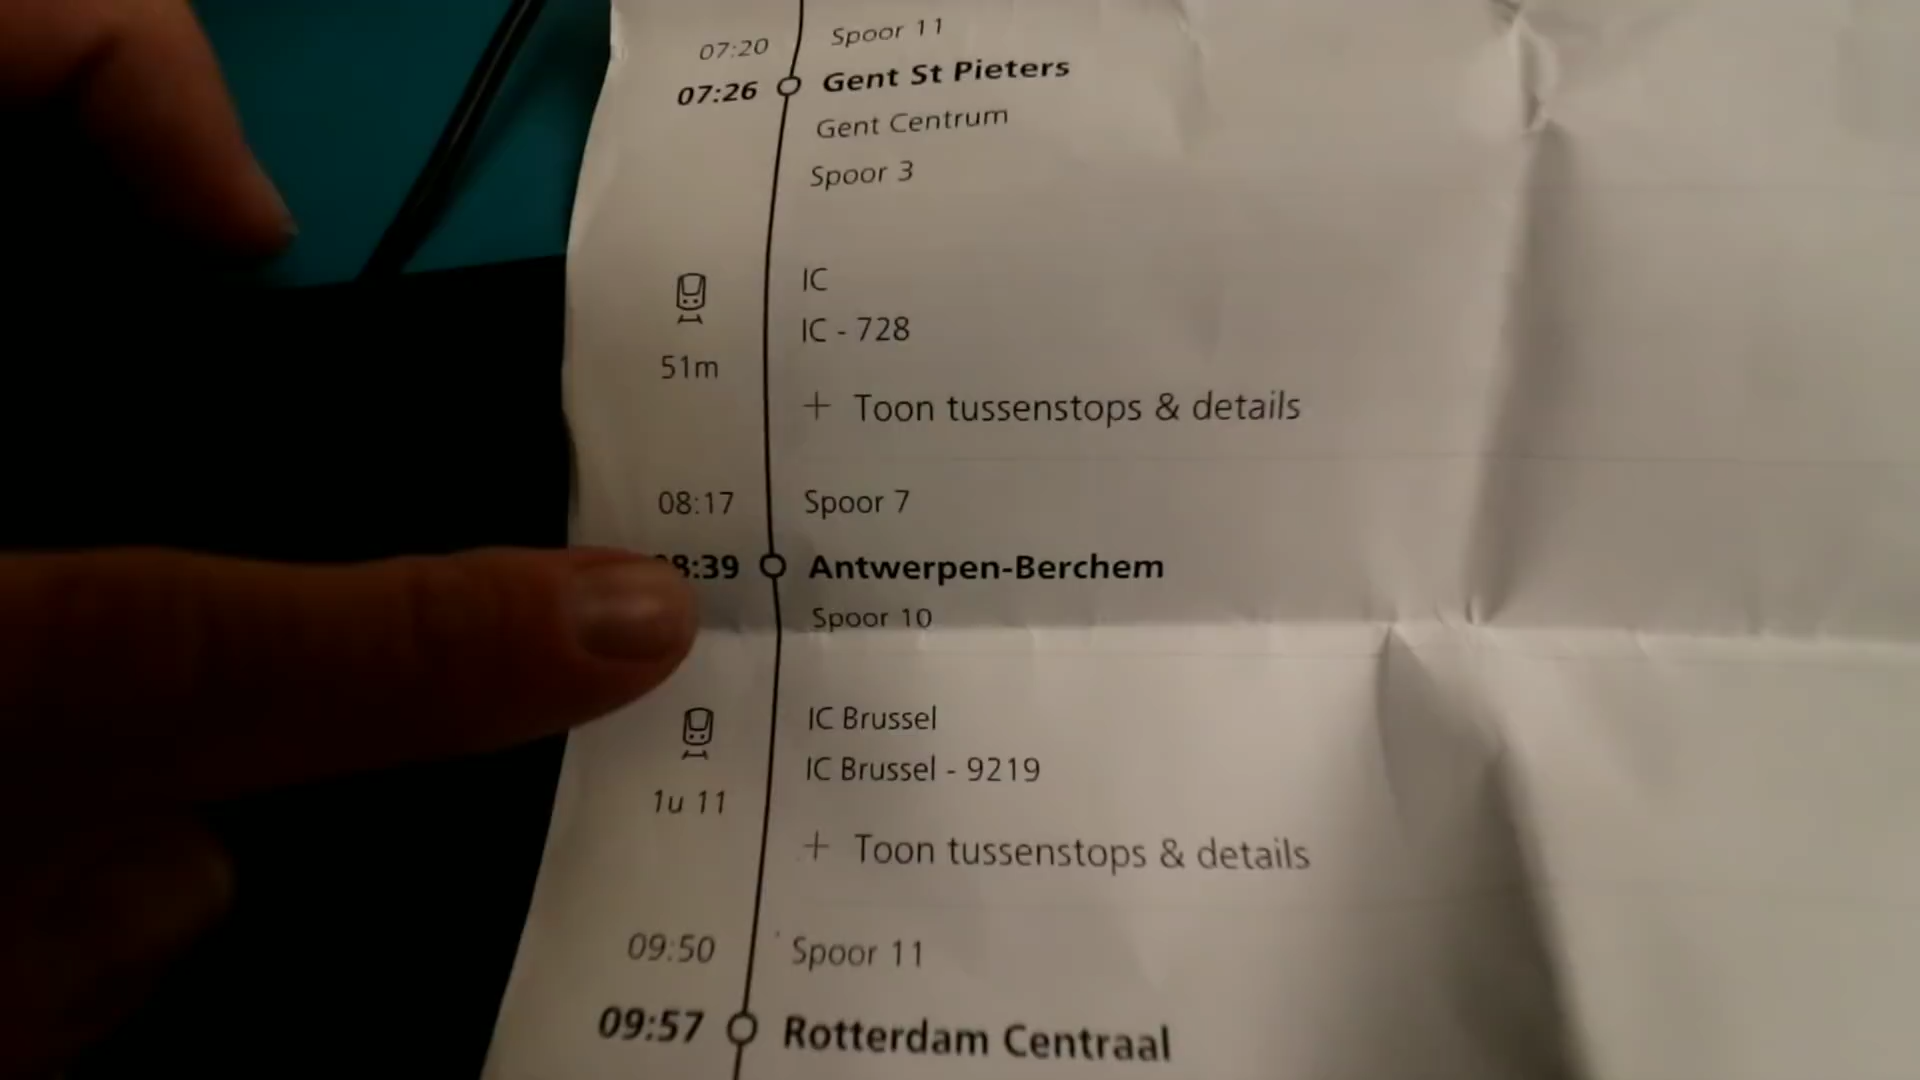 07:20 Spoor 11
07:26 Gent St Pieters
Gent Centrum
Spoor 3
IC
IC - 728
51m
+ Toon tussenstops & details
08:17 Spoor 7
8:39 Antwerpen-Berchem
Spoor 10
IC Brussel
IC Brussel - 9219
1u 11
+ Toon tussenstops & details
09:50 Spoor 11
09:57 Rotterdam Centraal